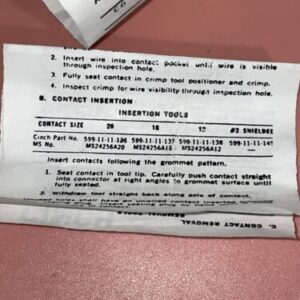 2. Insert wire into contact pocket until wire is visible
through inspection hole.
3. Fully seat contact in crimp tool positioner and crimp.
4. Inspect crimp for wire visibility through inspection hole.
B. CONTACT INSERTION
INSERTION TOOLS
CONTACT SIZE 20 16 12 #2 SHIELDED
Cinch Part No. 599-11-11-136 599-11-11-137 599-11-11-138 599-11-11-141
MS No. MS24256A20 MS24256A16 MS24256A12 —
Insert contacts following the grommet pattern.
1. Seat contact in tool tip. Carefully push contact straight
into connector at right angles to grommet surface until
fully seated.
2. Withdraw tool straight back along axis of contact.
C. CONTACT REMOVAL